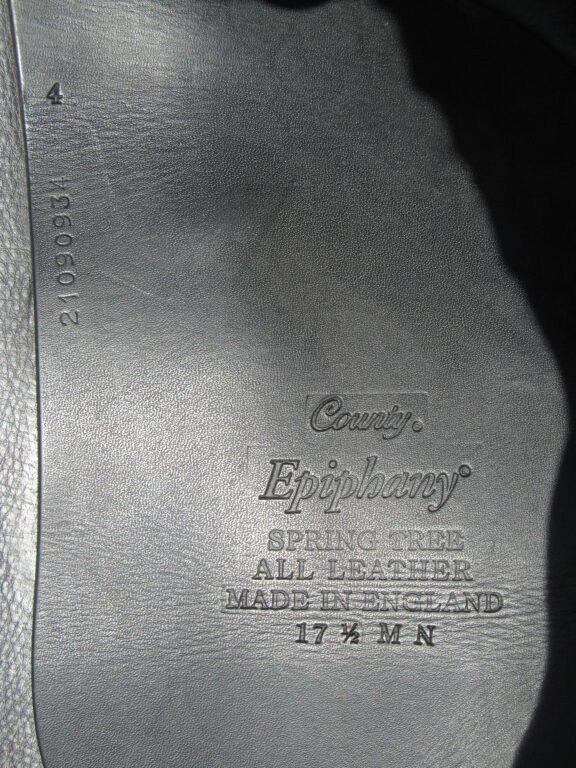 4
21090934
County.
Epiphany
SPRING TREE
ALL LEATHER
MADE IN ENGLAND
17 ½ M N